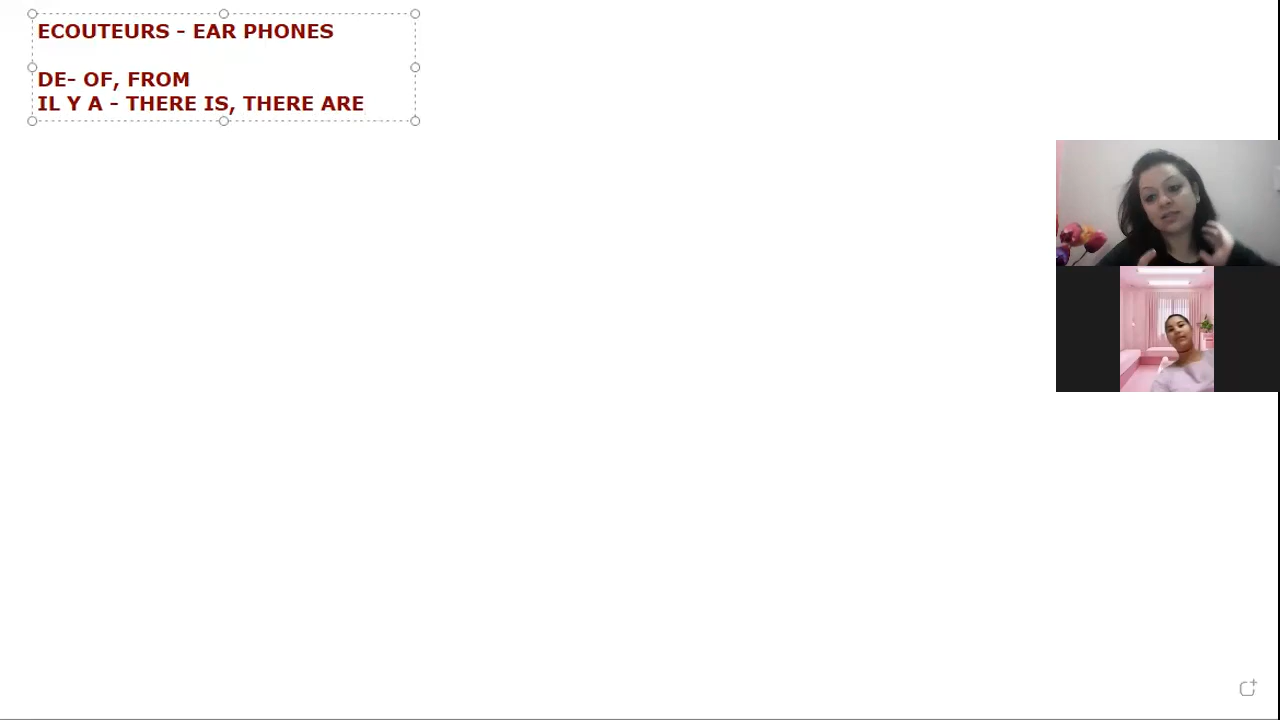 ECOUTEURS - EAR PHONES
DE- OF, FROM
IL Y A - THERE IS, THERE ARE